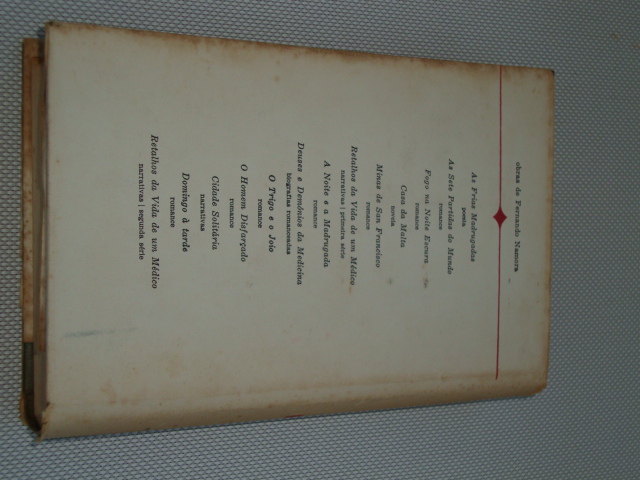 obras de Fernando Namora
As Frias Madrugadas
poesia
As Sete Partidas do Mundo
romance
Fogo na Noite Escura
romance
Casa da Malta
novela
Minas de San Francisco
romance
Retalhos da Vida de um Médico
narrativas | primeira série
A Noite e a Madrugada
romance
Deuses e Demónios da Medicina
biografias romanceadas
O Trigo e o Joio
romance
O Homem Disfarçado
romance
Cidade Solitária
narrativas
Domingo à tarde
romance
Retalhos da Vida de um Médico
narrativas | segunda série